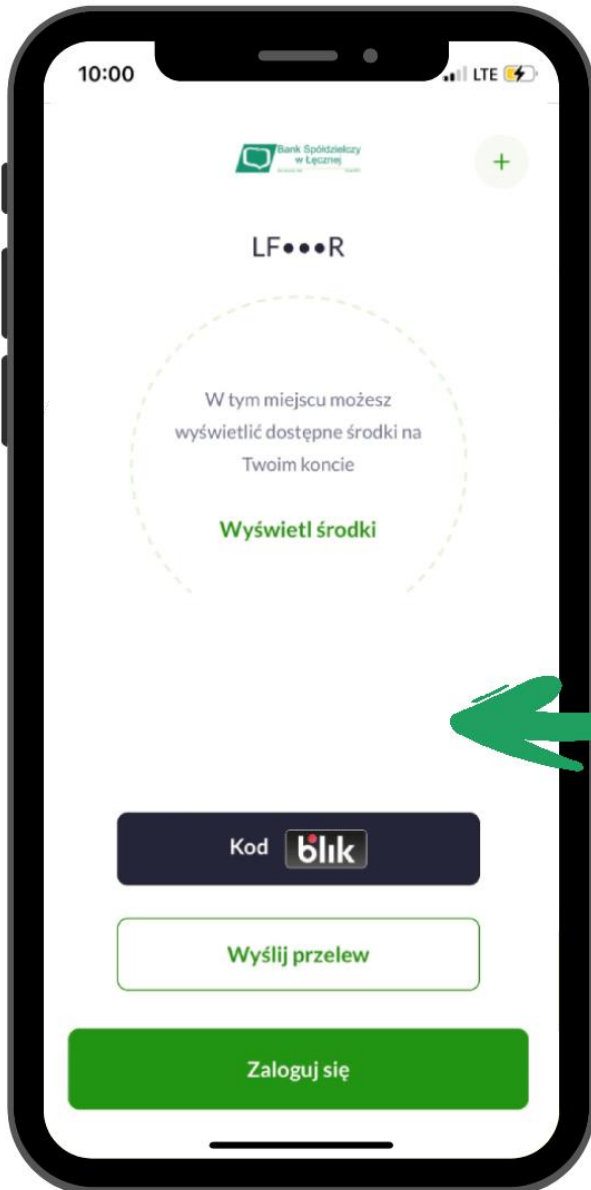 10:00
LTE
Bank Spółdzielczy
w Łęcznej
+
LF•••R
W tym miejscu możesz
wyświetlić dostępne środki na
Twoim koncie
Wyświetl środki
Kod blik
Wyślij przelew
Zaloguj się